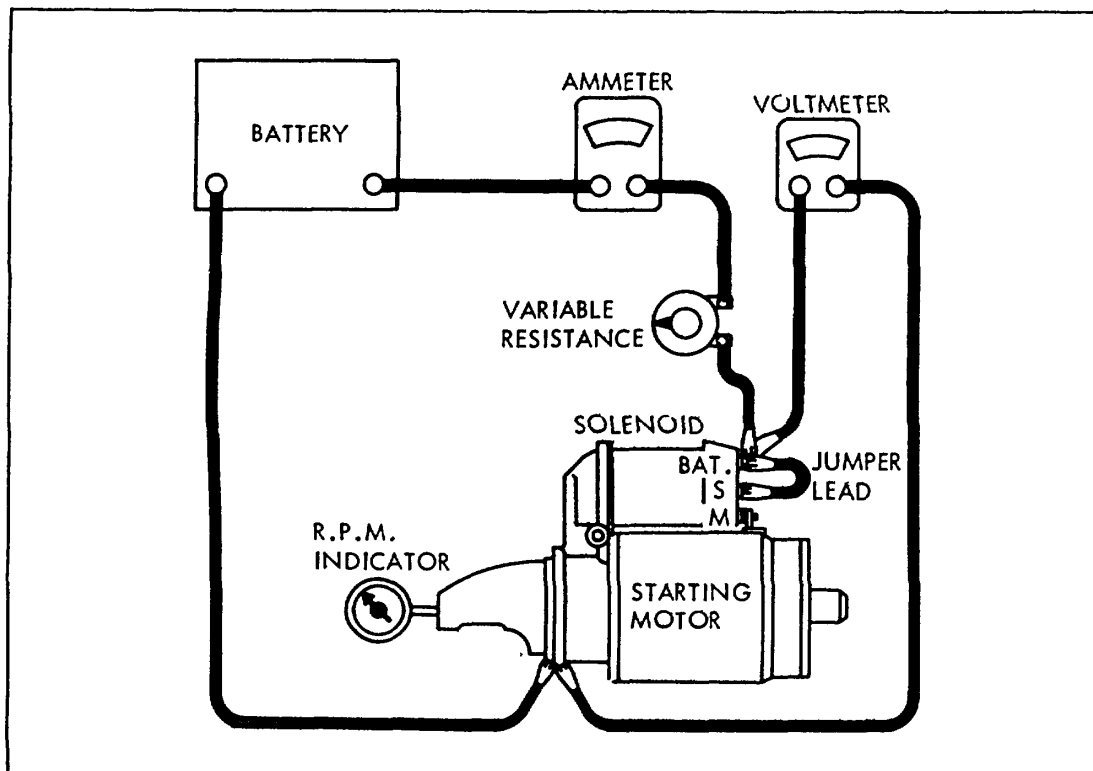 AMMETER
VOLTMETER
BATTERY
VARIABLE
RESISTANCE
SOLENOID
BAT.
S
M
JUMPER
LEAD
R.P.M.
INDICATOR
STARTING
MOTOR